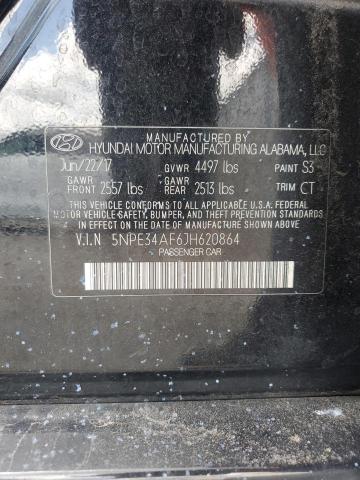 MANUFACTURED BY
HYUNDAI MOTOR MANUFACTURING ALABAMA, LLC
Jun/22/17 GVWR 4497 lbs PAINT S3
GAWR FRONT 2557 lbs GAWR REAR 2513 lbs TRIM CT
THIS VEHICLE CONFORMS TO ALL APPLICABLE U.S.A. FEDERAL
MOTOR VEHICLE SAFETY, BUMPER, AND THEFT PREVENTION
STANDARDS IN EFFECT ON THE DATE OF MANUFACTURE SHOWN ABOVE.
V.I.N 5NPE34AF6JH620864
PASSENGER CAR